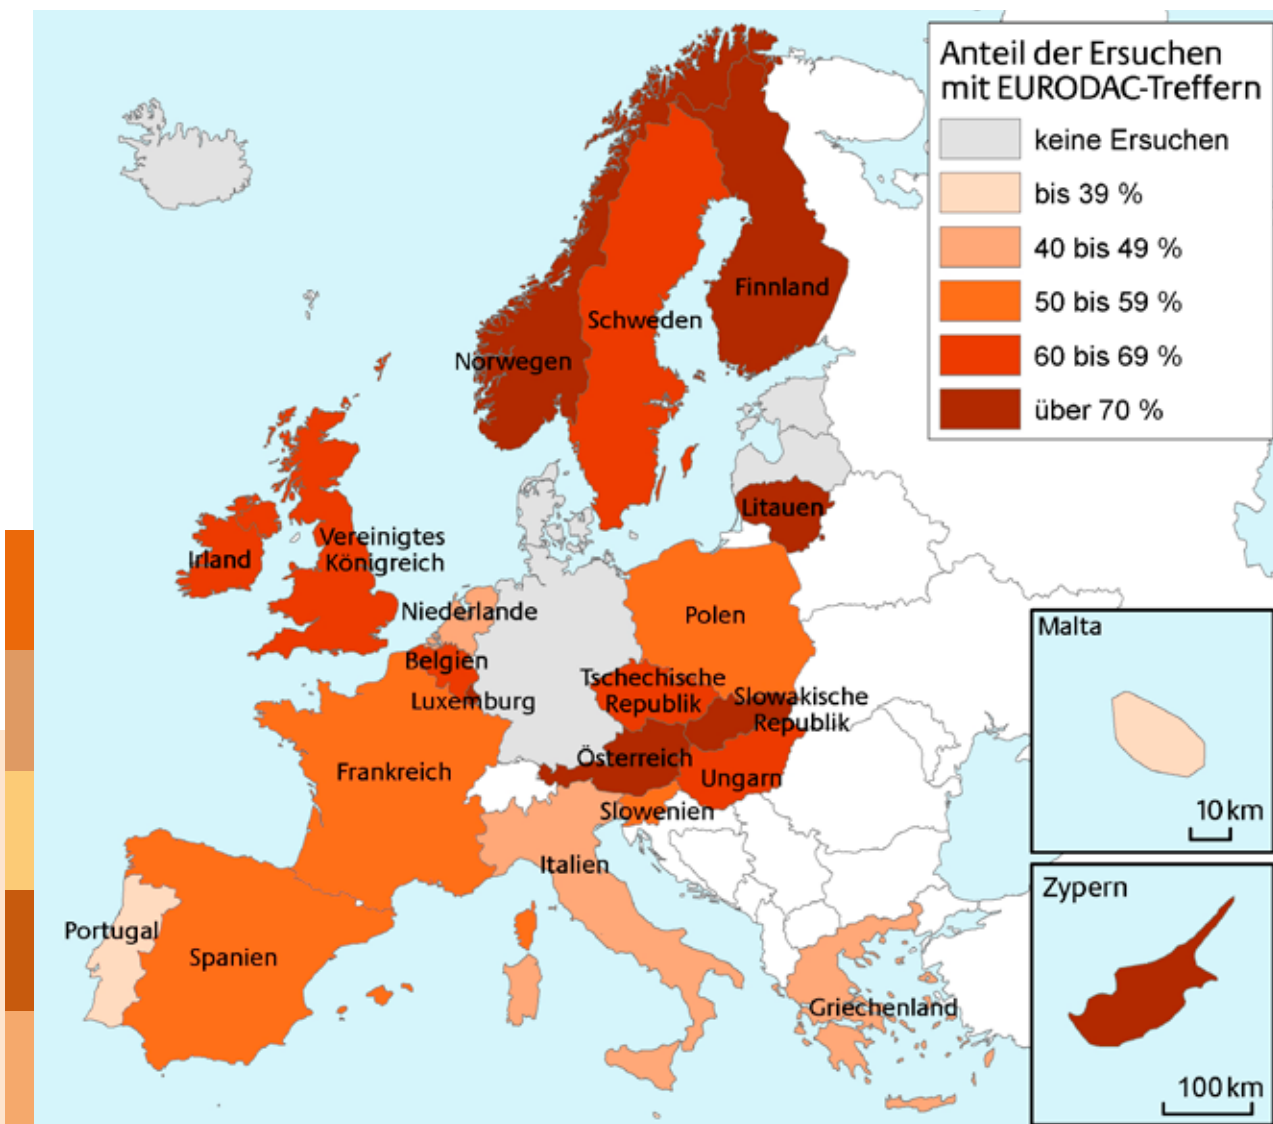 Anteil der Ersuchen
mit EURODAC-Treffern
keine Ersuchen
bis 39 %
40 bis 49 %
50 bis 59 %
60 bis 69 %
über 70 %
Finnland
Schweden
Norwegen
Litauen
Irland
Vereinigtes
Königreich
Niederlande
Polen
Belgien
Luxemburg
Tschechische
Republik
Slowakische
Republik
Österreich
Ungarn
Frankreich
Slowenien
Italien
Portugal
Spanien
Griechenland
Malta
10 km
Zypern
100 km